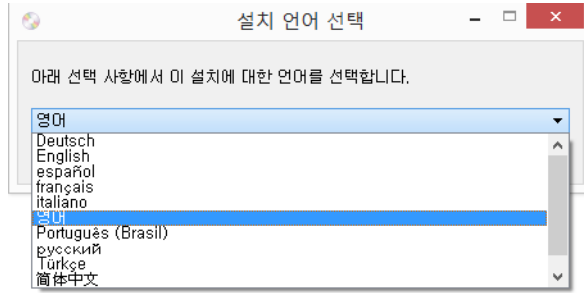 설치 언어 선택
아래 선택 사항에서 이 설치에 대한 언어를 선택합니다.
영어
Deutsch
English
español
français
italiano
영어
Português (Brasil)
русский
Türkçe
简体中文